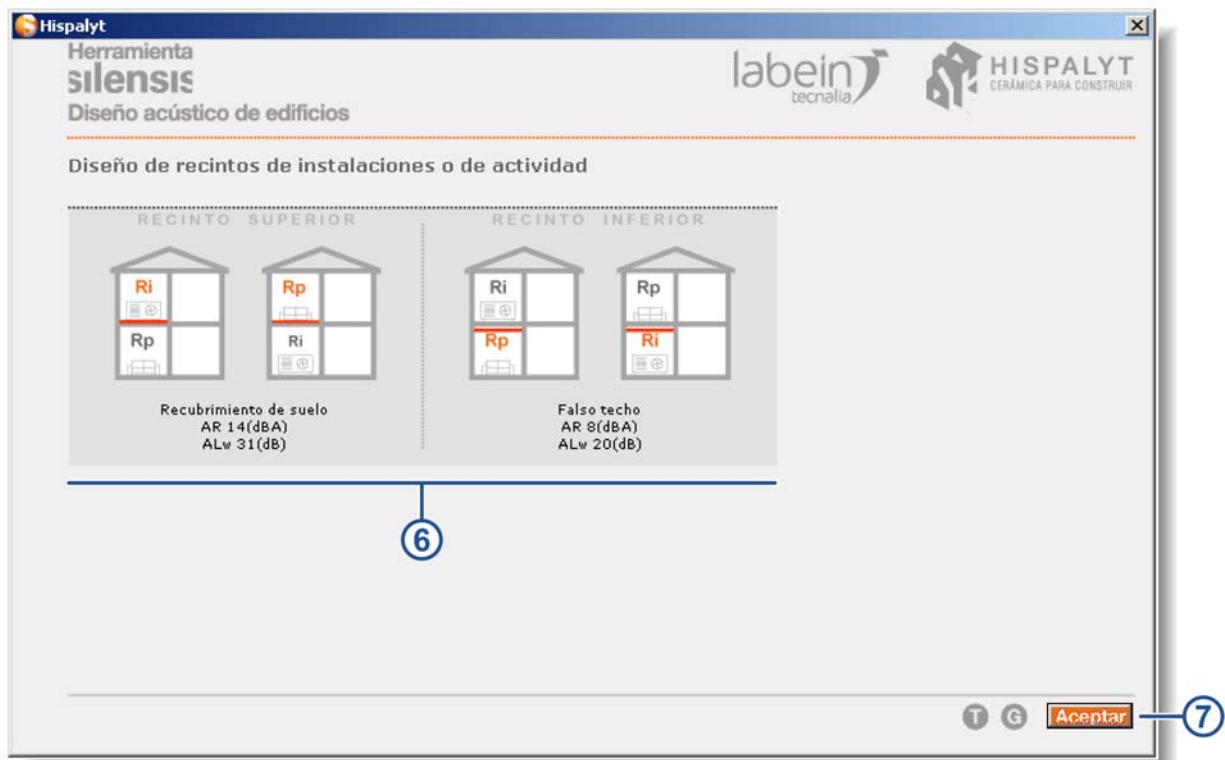 Hispalyt
Herramienta
silensis
Diseño acústico de edificios
labein
tecnalia
HISPALYT
CERÁMICA PARA CONSTRUIR
Diseño de recintos de instalaciones o de actividad
RECINTO SUPERIOR
RECINTO INFERIOR
Ri
Rp
Rp
Ri
Ri
Rp
Rp
Ri
Recubrimiento de suelo
AR 14(dBA)
ALw 31(dB)
Falso techo
AR 8(dBA)
ALw 20(dB)
6
T G Aceptar 7